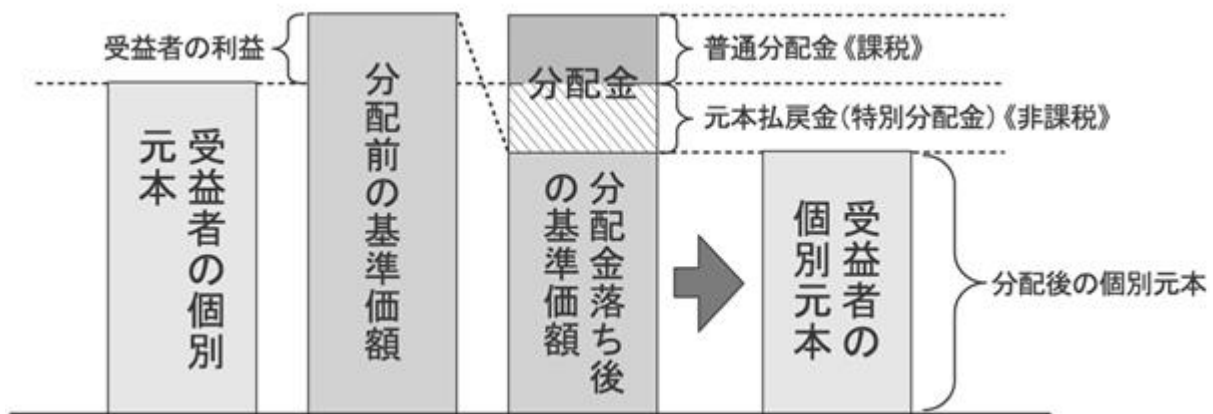 受益者の利益
受益者の個別
元本
分配前の基準価額
分配金
分配金落ち後
の基準価額
普通分配金《課税》
元本払戻金(特別分配金)《非課税》
受益者の
個別元本
分配後の個別元本